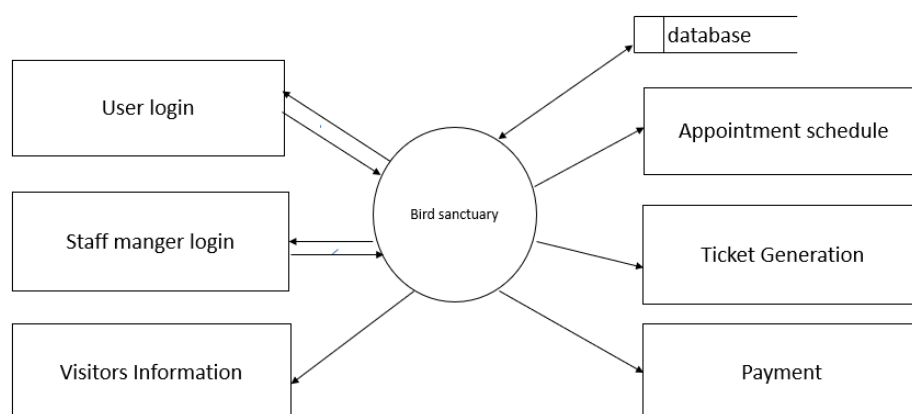 database
User login
Appointment schedule
Bird sanctuary
Staff manger login
Ticket Generation
Visitors Information
Payment